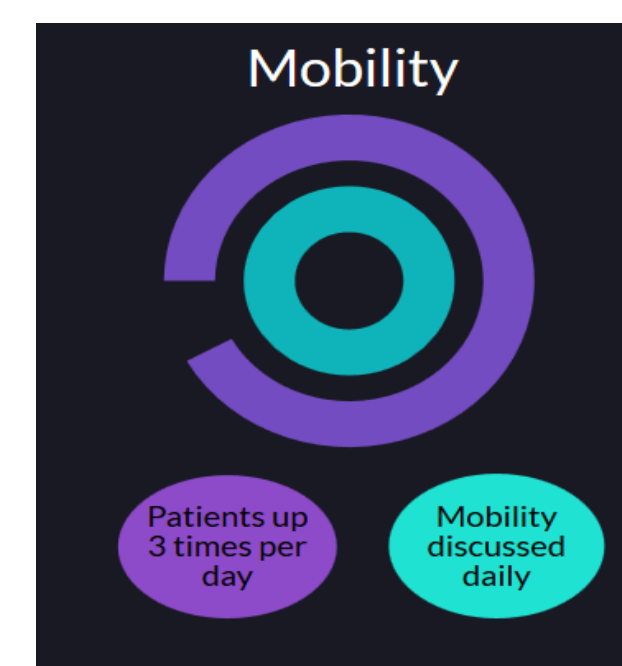 Mobility
Patients up
3 times per
day
Mobility
discussed
daily